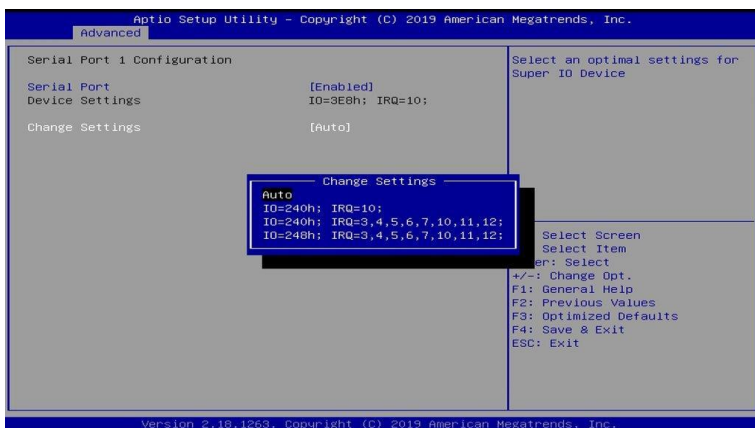 Aptio Setup Utility – Copyright (C) 2019 American Megatrends, Inc.
Advanced
Serial Port 1 Configuration
Serial Port [Enabled]
Device Settings IO=3E8h; IRQ=10;
Change Settings [Auto]
Select an optimal settings for
Super IO Device
Change Settings
Auto
IO=240h; IRQ=10;
IO=240h; IRQ=3,4,5,6,7,10,11,12;
IO=248h; IRQ=3,4,5,6,7,10,11,12;
Select Screen
Select Item
er: Select
+/-: Change Opt.
F1: General Help
F2: Previous Values
F3: Optimized Defaults
F4: Save & Exit
ESC: Exit
Version 2.18.1263. Copyright (C) 2019 American Megatrends, Inc.